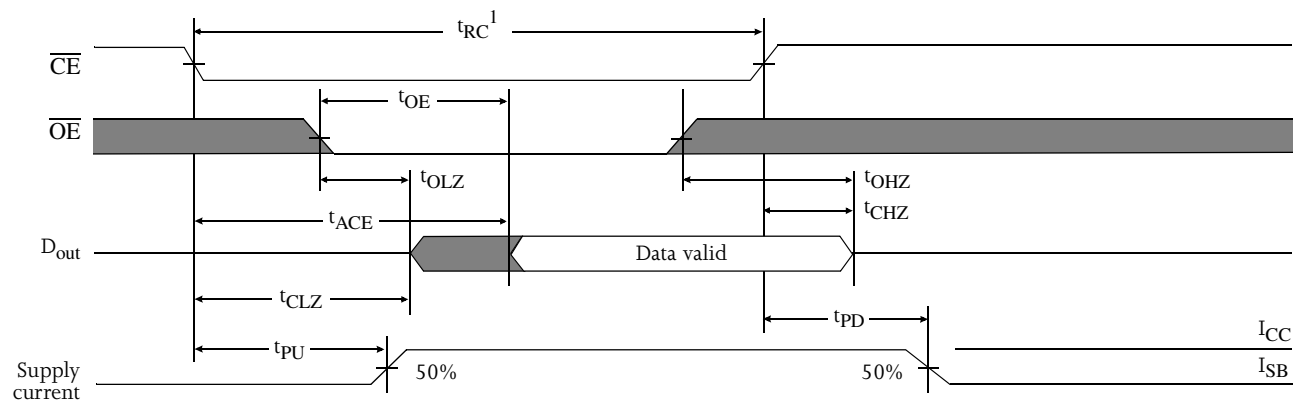 tRC1
CE
tOE
OE
tOLZ
tOHZ
tCHZ
tACE
Dout
Data valid
tCLZ
tPD
tPU
ICC
Supply
current
50%
50%
ISB